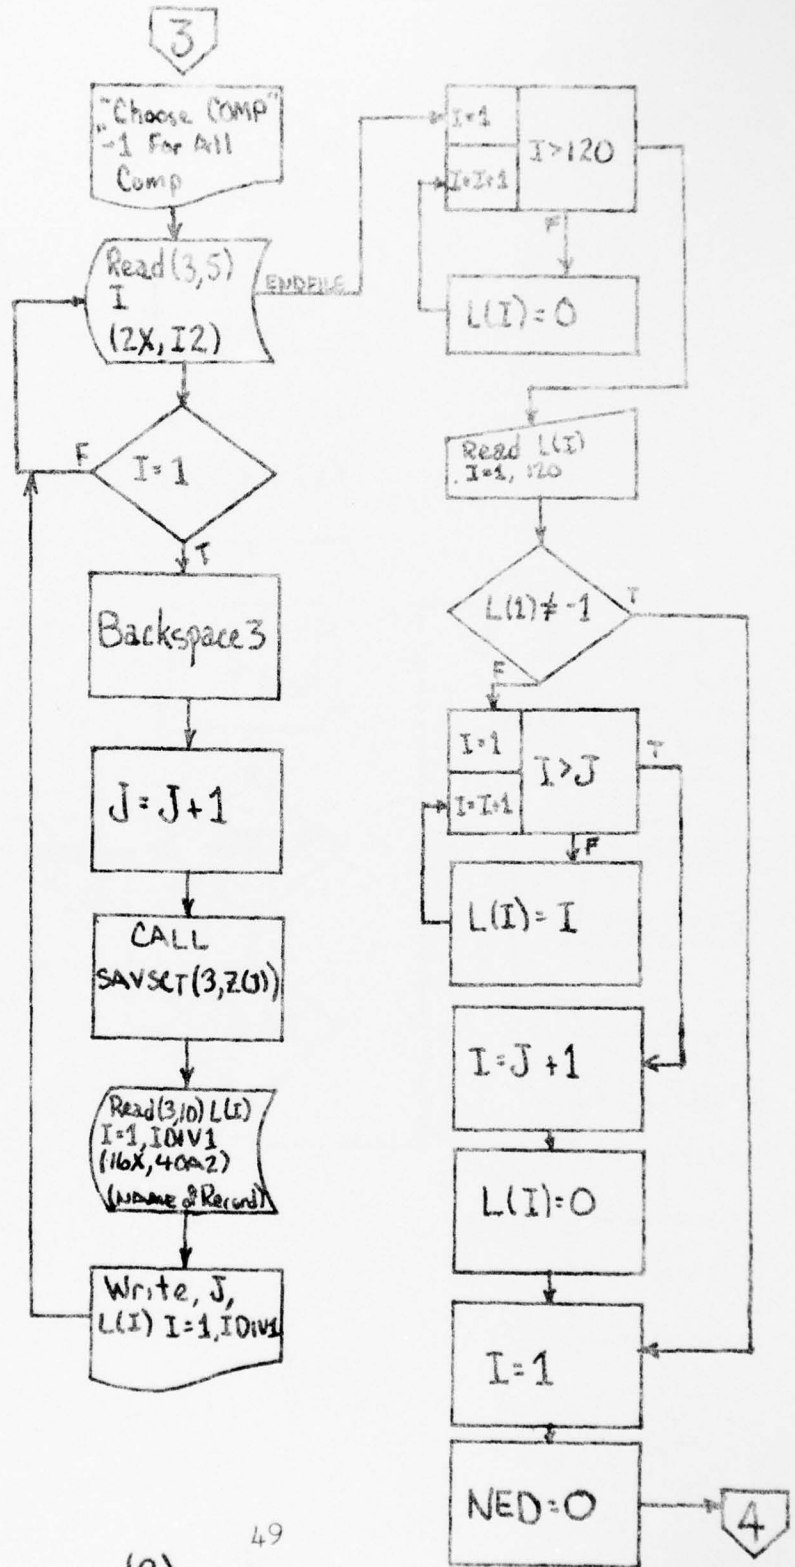 3
"Choose COMP"
"-1 For All
Comp
Read(3,5)
I
(2X,I2)
ENDFILE
I=1
F
T
Backspace3
J=J+1
CALL
SAVSCT(3,Z(J))
Read(3,10) L(I)
I=1,IDIV1
(16X,40A2)
(NAME of Record)
Write, J,
L(I) I=1,IDIV1
I=1
I=I+1
I>120
F
L(I)=0
Read L(I)
I=1, 120
L(1)≠-1
T
F
I=1
I=I+1
I>J
T
F
L(I)=I
I=J+1
L(I)=0
I=1
NED=0
4
49